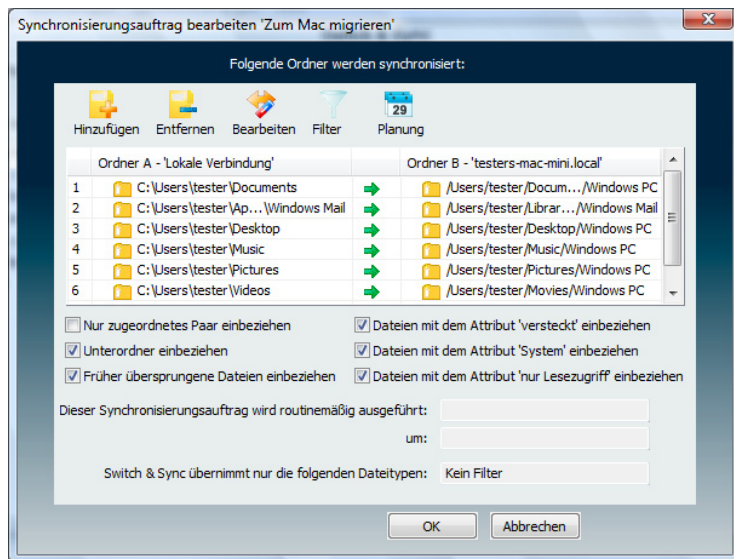 Synchronisierungsauftrag bearbeiten 'Zum Mac migrieren'
Folgende Ordner werden synchronisiert:
29
Hinzufügen Entfernen Bearbeiten Filter Planung
Ordner A - 'Lokale Verbindung' Ordner B - 'testers-mac-mini.local'
1 C:\Users\tester\Documents /Users/tester/Docum.../Windows PC
2 C:\Users\tester\Ap...\Windows Mail /Users/tester/Librar.../Windows Mail
3 C:\Users\tester\Desktop /Users/tester/Desktop/Windows PC
4 C:\Users\tester\Music /Users/tester/Music/Windows PC
5 C:\Users\tester\Pictures /Users/tester/Pictures/Windows PC
6 C:\Users\tester\Videos /Users/tester/Movies/Windows PC
Nur zugeordnetes Paar einbeziehen Dateien mit dem Attribut 'versteckt' einbeziehen
Unterordner einbeziehen Dateien mit dem Attribut 'System' einbeziehen
Früher übersprungene Dateien einbeziehen Dateien mit dem Attribut 'nur Lesezugriff' einbeziehen
Dieser Synchronisierungsauftrag wird routinemäßig ausgeführt:
um:
Switch & Sync übernimmt nur die folgenden Dateitypen: Kein Filter
OK Abbrechen